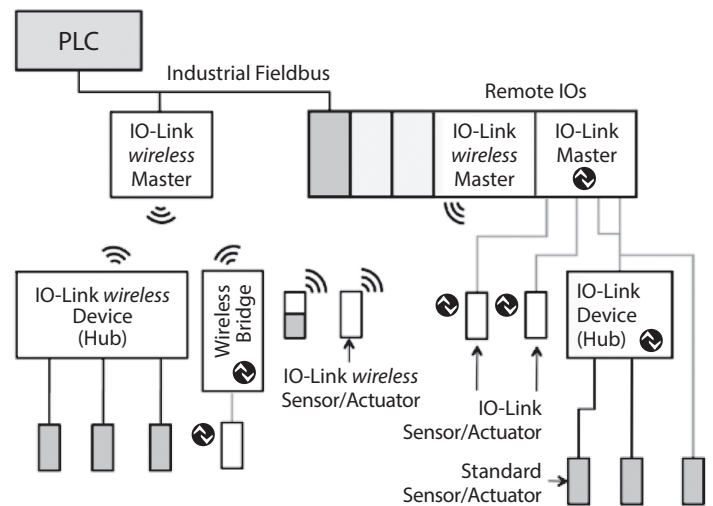 PLC
Industrial Fieldbus
Remote IOs
IO-Link
wireless
Master
IO-Link
wireless
Master
IO-Link
Master
IO-Link wireless
Device
(Hub)
Wireless
Bridge
IO-Link wireless
Sensor/Actuator
IO-Link
Sensor/Actuator
IO-Link
Device
(Hub)
Standard
Sensor/Actuator